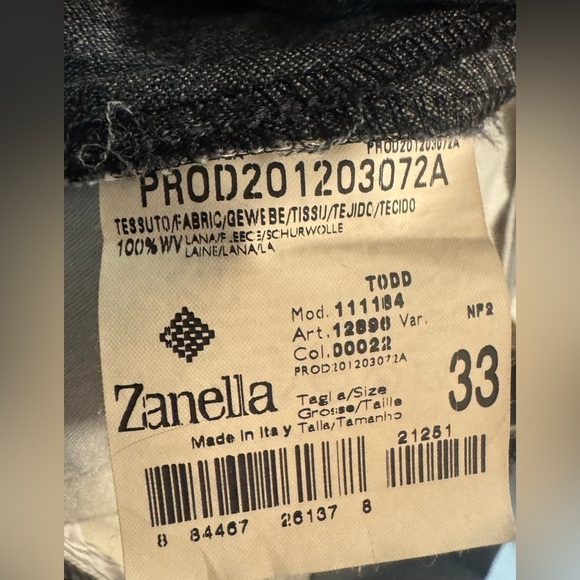 PROD201203072A
PROD201203072A
TESSUTO/FABRIC/GEWEBE/TISSU/TEJIDO/TECIDO
100% WV LANA/FLEECE/SCHURWOLLE
LAINE/LANA/LA
TODD
Mod. 111184
Art. 12898 Var. NP2
Col. 00022
PROD201203072A
Zanella
Taglia/Size
Grosse/Taille 33
Made in Italy Talla/Tamanho
21251
8 84467 26137 8